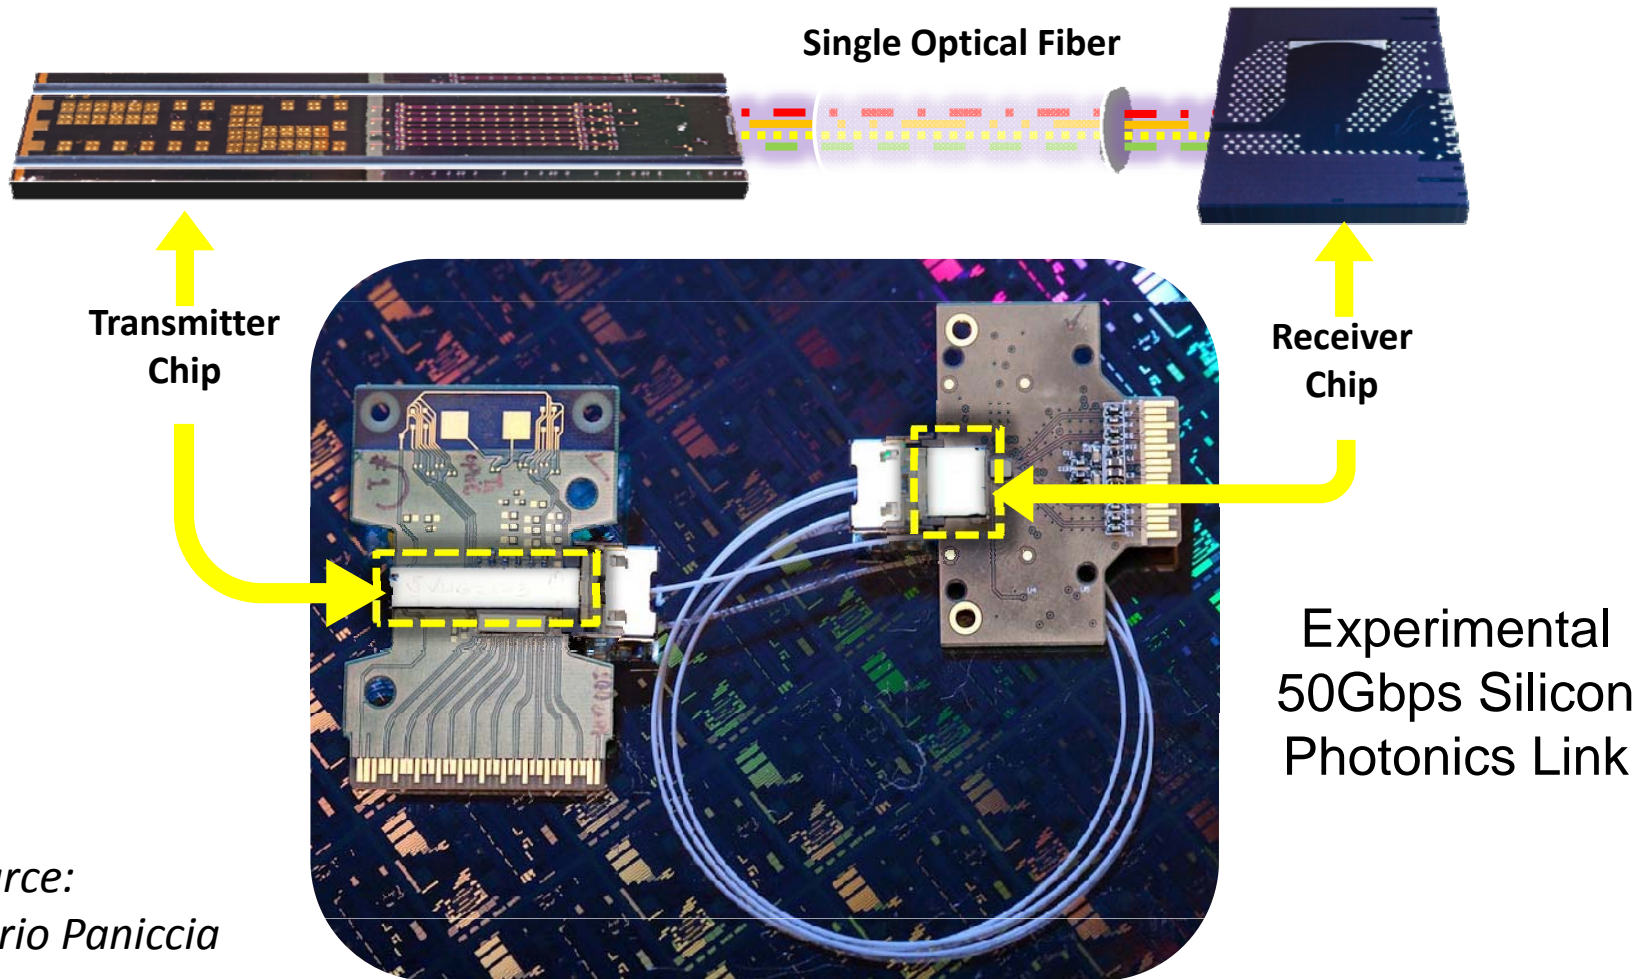 Single Optical Fiber
Transmitter
Chip
Receiver
Chip
Experimental
50Gbps Silicon
Photonics Link
rce:
rio Paniccia